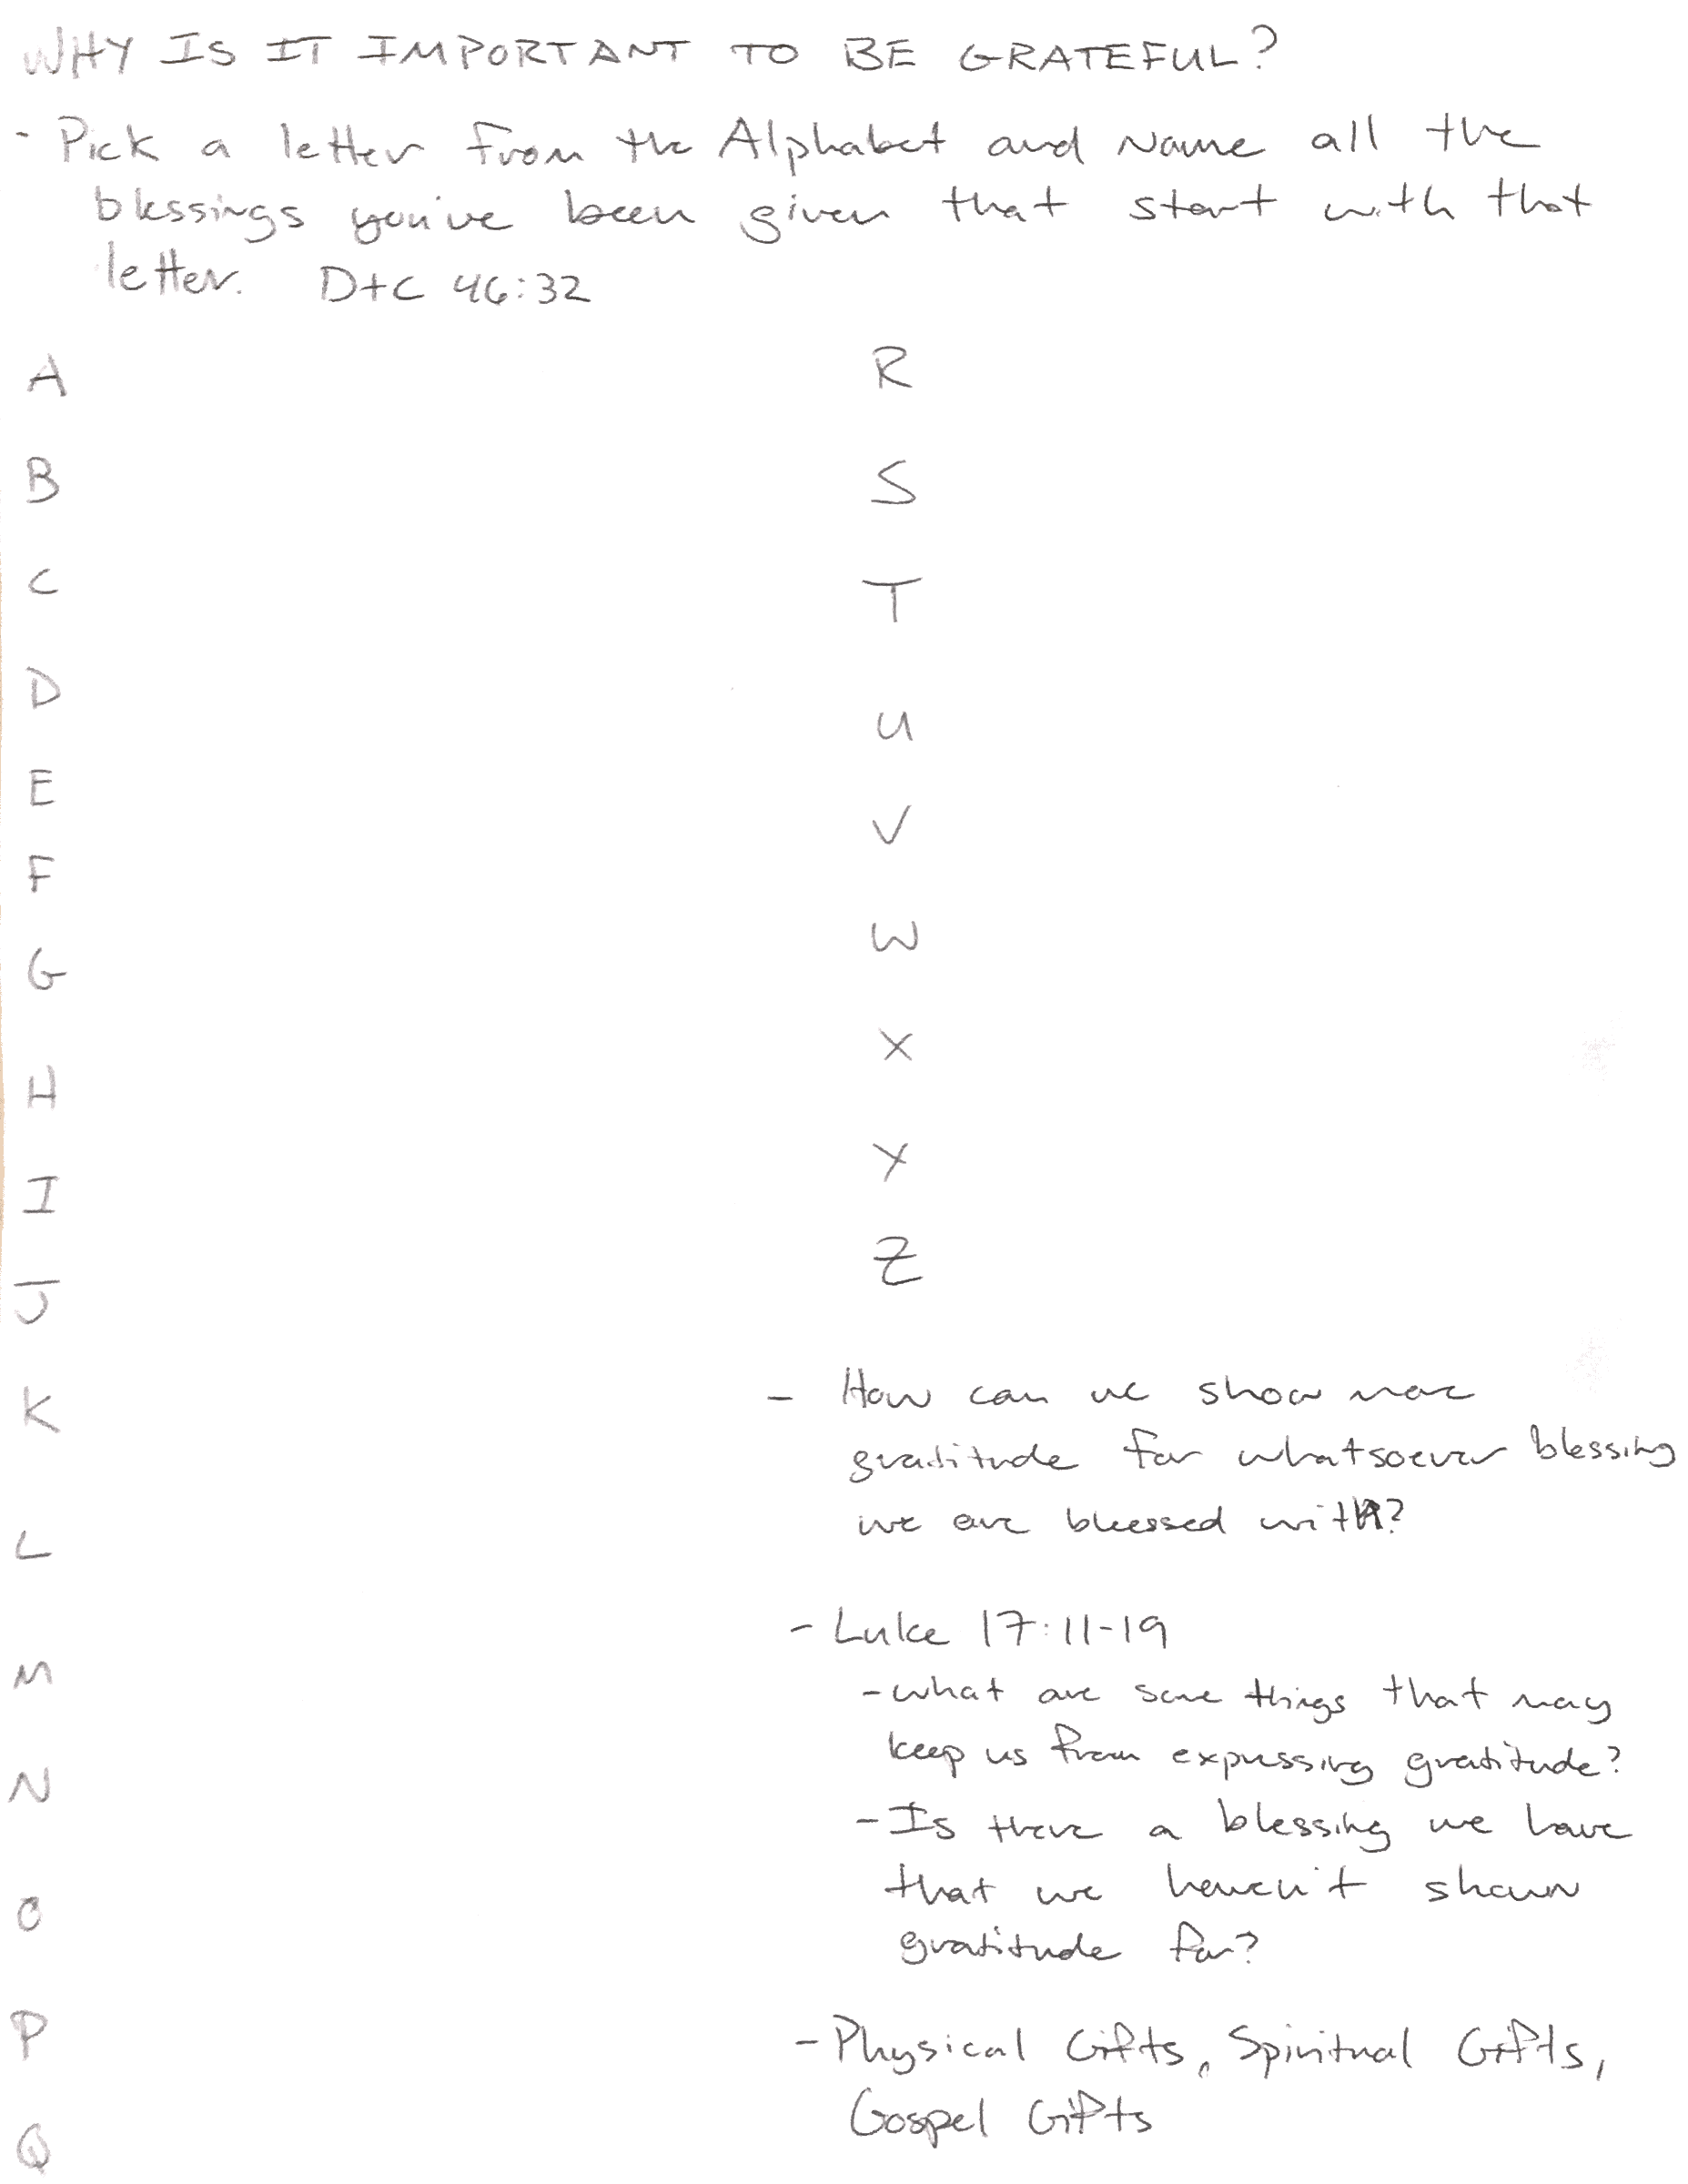 WHY IS IT IMPORTANT TO BE GRATEFUL?
- Pick a letter from the Alphabet and Name all the
blessings you've been given that start with that
letter. D+C 46:32
A
B
C
D
E
F
G
H
I
J
K
L
M
N
O
P
Q
R
S
T
U
V
W
X
Y
Z
- How can we show more
gratitude for whatsoever blessing
we are blessed with?
- Luke 17:11-19
- what are some things that may
keep us from expressing gratitude?
- Is there a blessing we have
that we haven't shown
gratitude for?
- Physical Gifts, Spiritual Gifts,
Gospel Gifts